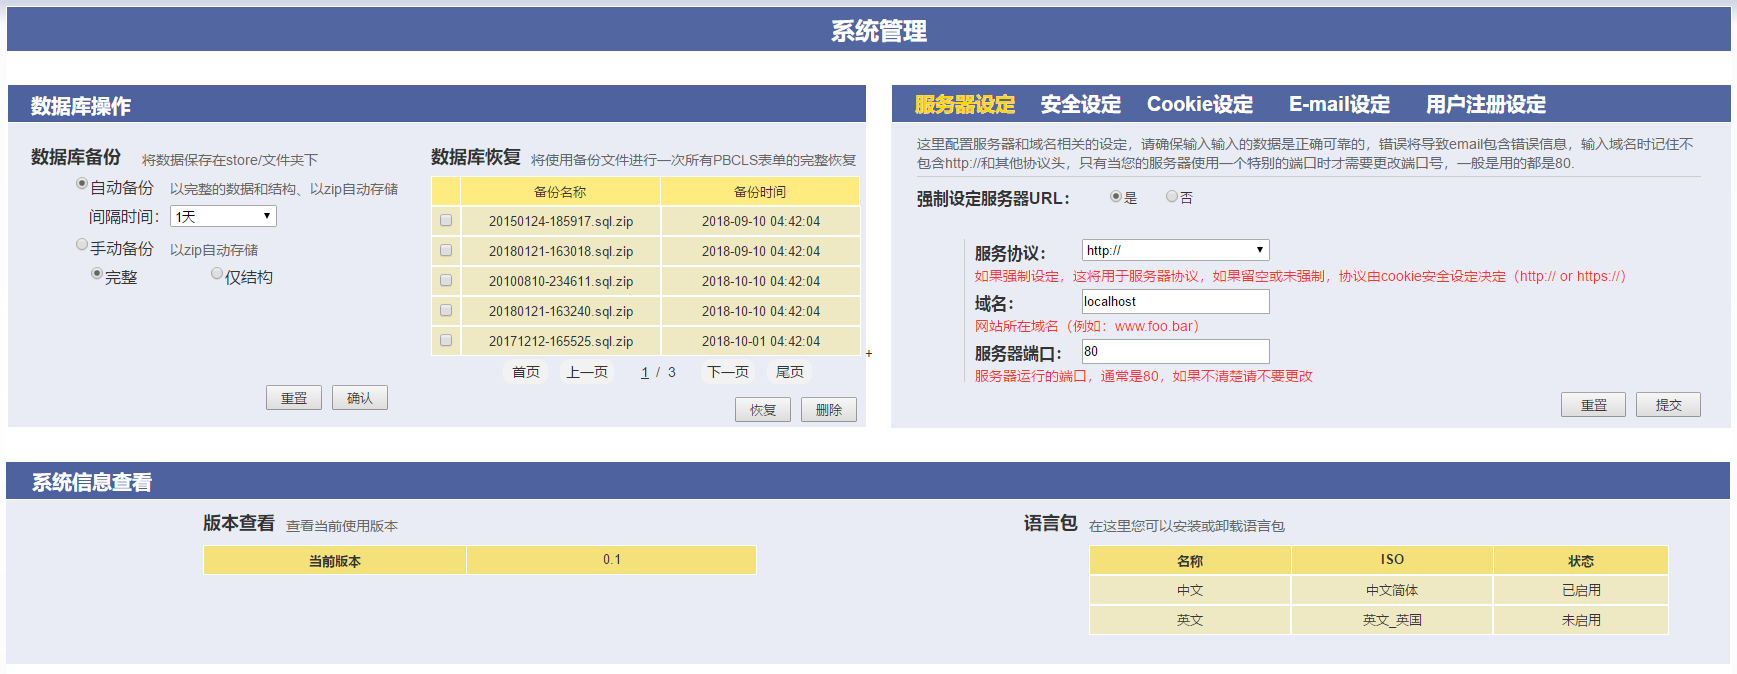 系统管理
数据库操作
数据库备份 将数据保存在store/文件夹下
自动备份 以完整的数据和结构、以zip自动存储
间隔时间： 1天
手动备份 以zip自动存储
完整 仅结构
重置 确认
数据库恢复 将使用备份文件进行一次所有PBCLS表单的完整恢复
备份名称 备份时间
20150124-185917.sql.zip 2018-09-10 04:42:04
20180121-163018.sql.zip 2018-09-10 04:42:04
20100810-234611.sql.zip 2018-10-10 04:42:04
20180121-163240.sql.zip 2018-10-10 04:42:04
20171212-165525.sql.zip 2018-10-01 04:42:04
+
首页 上一页 1 / 3 下一页 尾页
恢复 删除
服务器设定 安全设定 Cookie设定 E-mail设定 用户注册设定
这里配置服务器和域名相关的设定，请确保输入输入的数据是正确可靠的，错误将导致email包含错误信息，输入域名时记住不
包含http://和其他协议头，只有当您的服务器使用一个特别的端口时才需要更改端口号，一般是用的都是80.
强制设定服务器URL： 是 否
服务协议： http://
如果强制设定，这将用于服务器协议，如果留空或未强制，协议由cookie安全设定决定（http:// or https://）
域名： localhost
网站所在域名（例如：www.foo.bar）
服务器端口： 80
服务器运行的端口，通常是80，如果不清楚请不要更改
重置 提交
系统信息查看
版本查看 查看当前使用版本
当前版本 0.1
语言包 在这里您可以安装或卸载语言包
名称 ISO 状态
中文 中文简体 已启用
英文 英文_英国 未启用